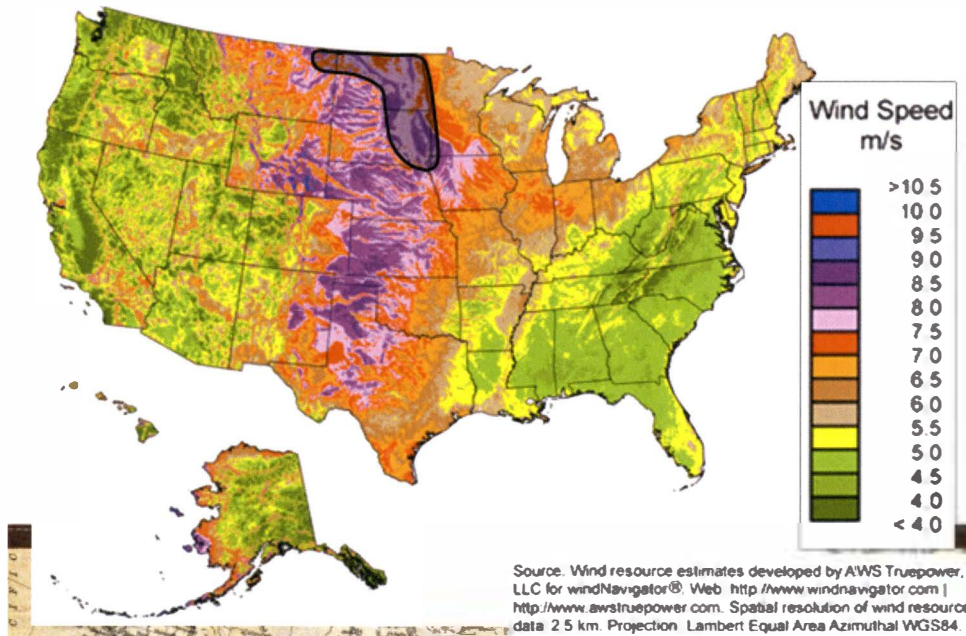 Wind Speed
m/s
>10 5
10 0
9 5
9 0
8 5
8 0
7 5
7 0
6 5
6 0
5 5
5 0
4 5
4 0
< 4 0
Source. Wind resource estimates developed by AWS Truepower,
LLC for windNavigator®. Web http //www windnavigator com |
http://www.awstruepower com. Spatial resolution of wind resource
data 2 5 km. Projection Lambert Equal Area Azimuthal WGS84.